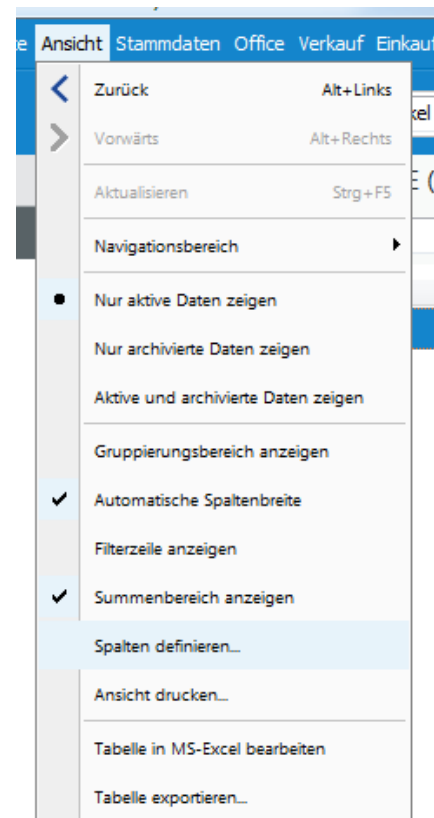 Ansicht Stammdaten Office Verkauf Einkauf
Zurück Alt+Links
Vorwärts Alt+Rechts
Aktualisieren Strg+F5
Navigationsbereich
Nur aktive Daten zeigen
Nur archivierte Daten zeigen
Aktive und archivierte Daten zeigen
Gruppierungsbereich anzeigen
Automatische Spaltenbreite
Filterzeile anzeigen
Summenbereich anzeigen
Spalten definieren...
Ansicht drucken...
Tabelle in MS-Excel bearbeiten
Tabelle exportieren...